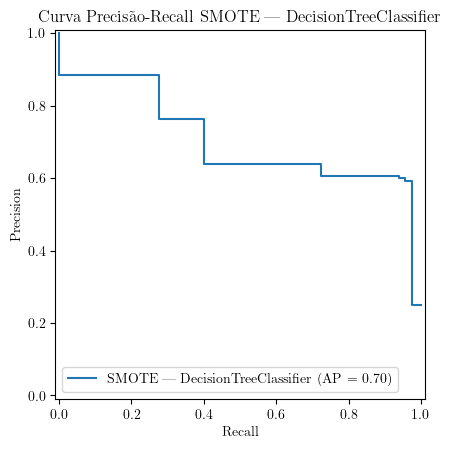 Curva Precisão-Recall SMOTE — DecisionTreeClassifier
1.0
0.8
0.6
0.4
0.2
0.0
Precision
SMOTE — DecisionTreeClassifier (AP = 0.70)
0.0 0.2 0.4 0.6 0.8 1.0
Recall